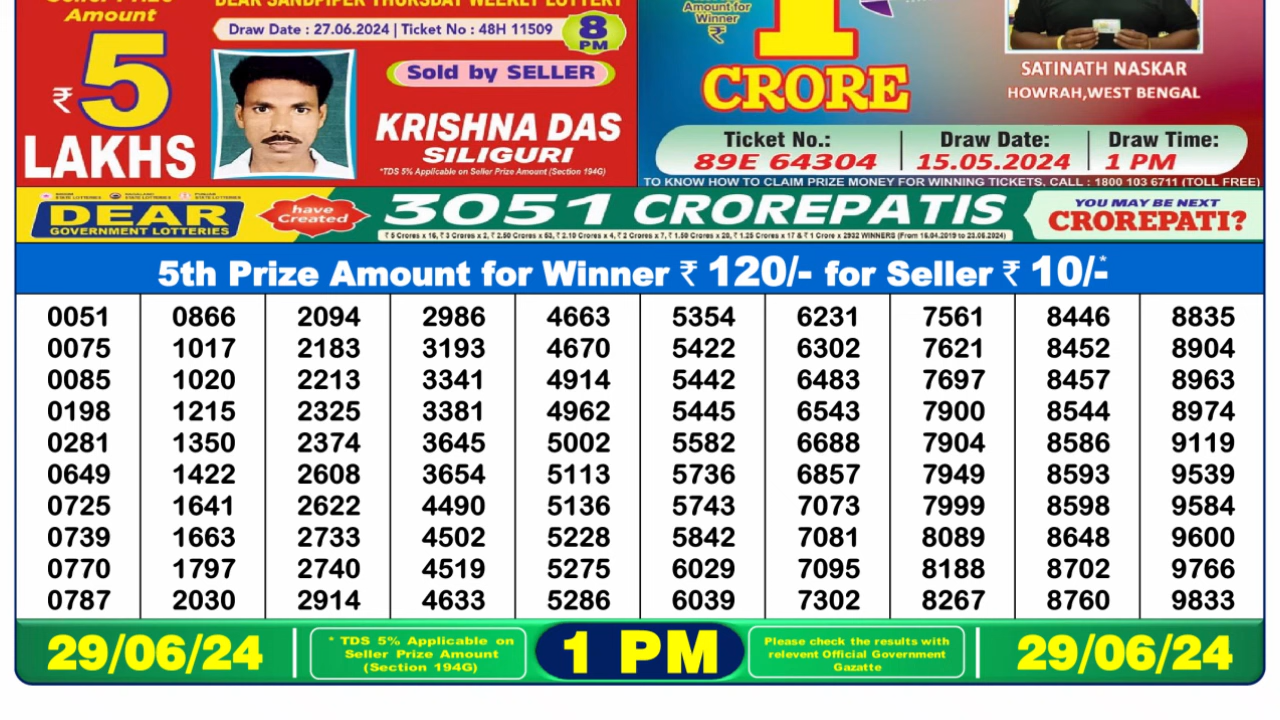 Seller Prize
Amount
₹ 5
LAKHS
DEAR SANDPIPER THURSDAY WEEKLY LOTTERY
Draw Date : 27.06.2024 | Ticket No : 48H 11509
8
PM
Sold by SELLER
KRISHNA DAS
SILIGURI
*TDS 5% Applicable on Seller Prize Amount (Section 194G)
Amount for
Winner
₹
1
CRORE
SATINATH NASKAR
HOWRAH,WEST BENGAL
Ticket No.: Draw Date: Draw Time:
89E 64304 15.05.2024 1 PM
TO KNOW HOW TO CLAIM PRIZE MONEY FOR WINNING TICKETS, CALL : 1800 103 6711 (TOLL FREE)
DEAR
GOVERNMENT LOTTERIES
have
Created
3051 CROREPATIS
YOU MAY BE NEXT
CROREPATI?
5th Prize Amount for Winner ₹ 120/- for Seller ₹ 10/-*
0051 0866 2094 2986 4663 5354 6231 7561 8446 8835
0075 1017 2183 3193 4670 5422 6302 7621 8452 8904
0085 1020 2213 3341 4914 5442 6483 7697 8457 8963
0198 1215 2325 3381 4962 5445 6543 7900 8544 8974
0281 1350 2374 3645 5002 5582 6688 7904 8586 9119
0649 1422 2608 3654 5113 5736 6857 7949 8593 9539
0725 1641 2622 4490 5136 5743 7073 7999 8598 9584
0739 1663 2733 4502 5228 5842 7081 8089 8648 9600
0770 1797 2740 4519 5275 6029 7095 8188 8702 9766
0787 2030 2914 4633 5286 6039 7302 8267 8760 9833
29/06/24
* TDS 5% Applicable on
Seller Prize Amount
(Section 194G)
1 PM
Please check the results with
relevent Official Government
Gazatte
29/06/24